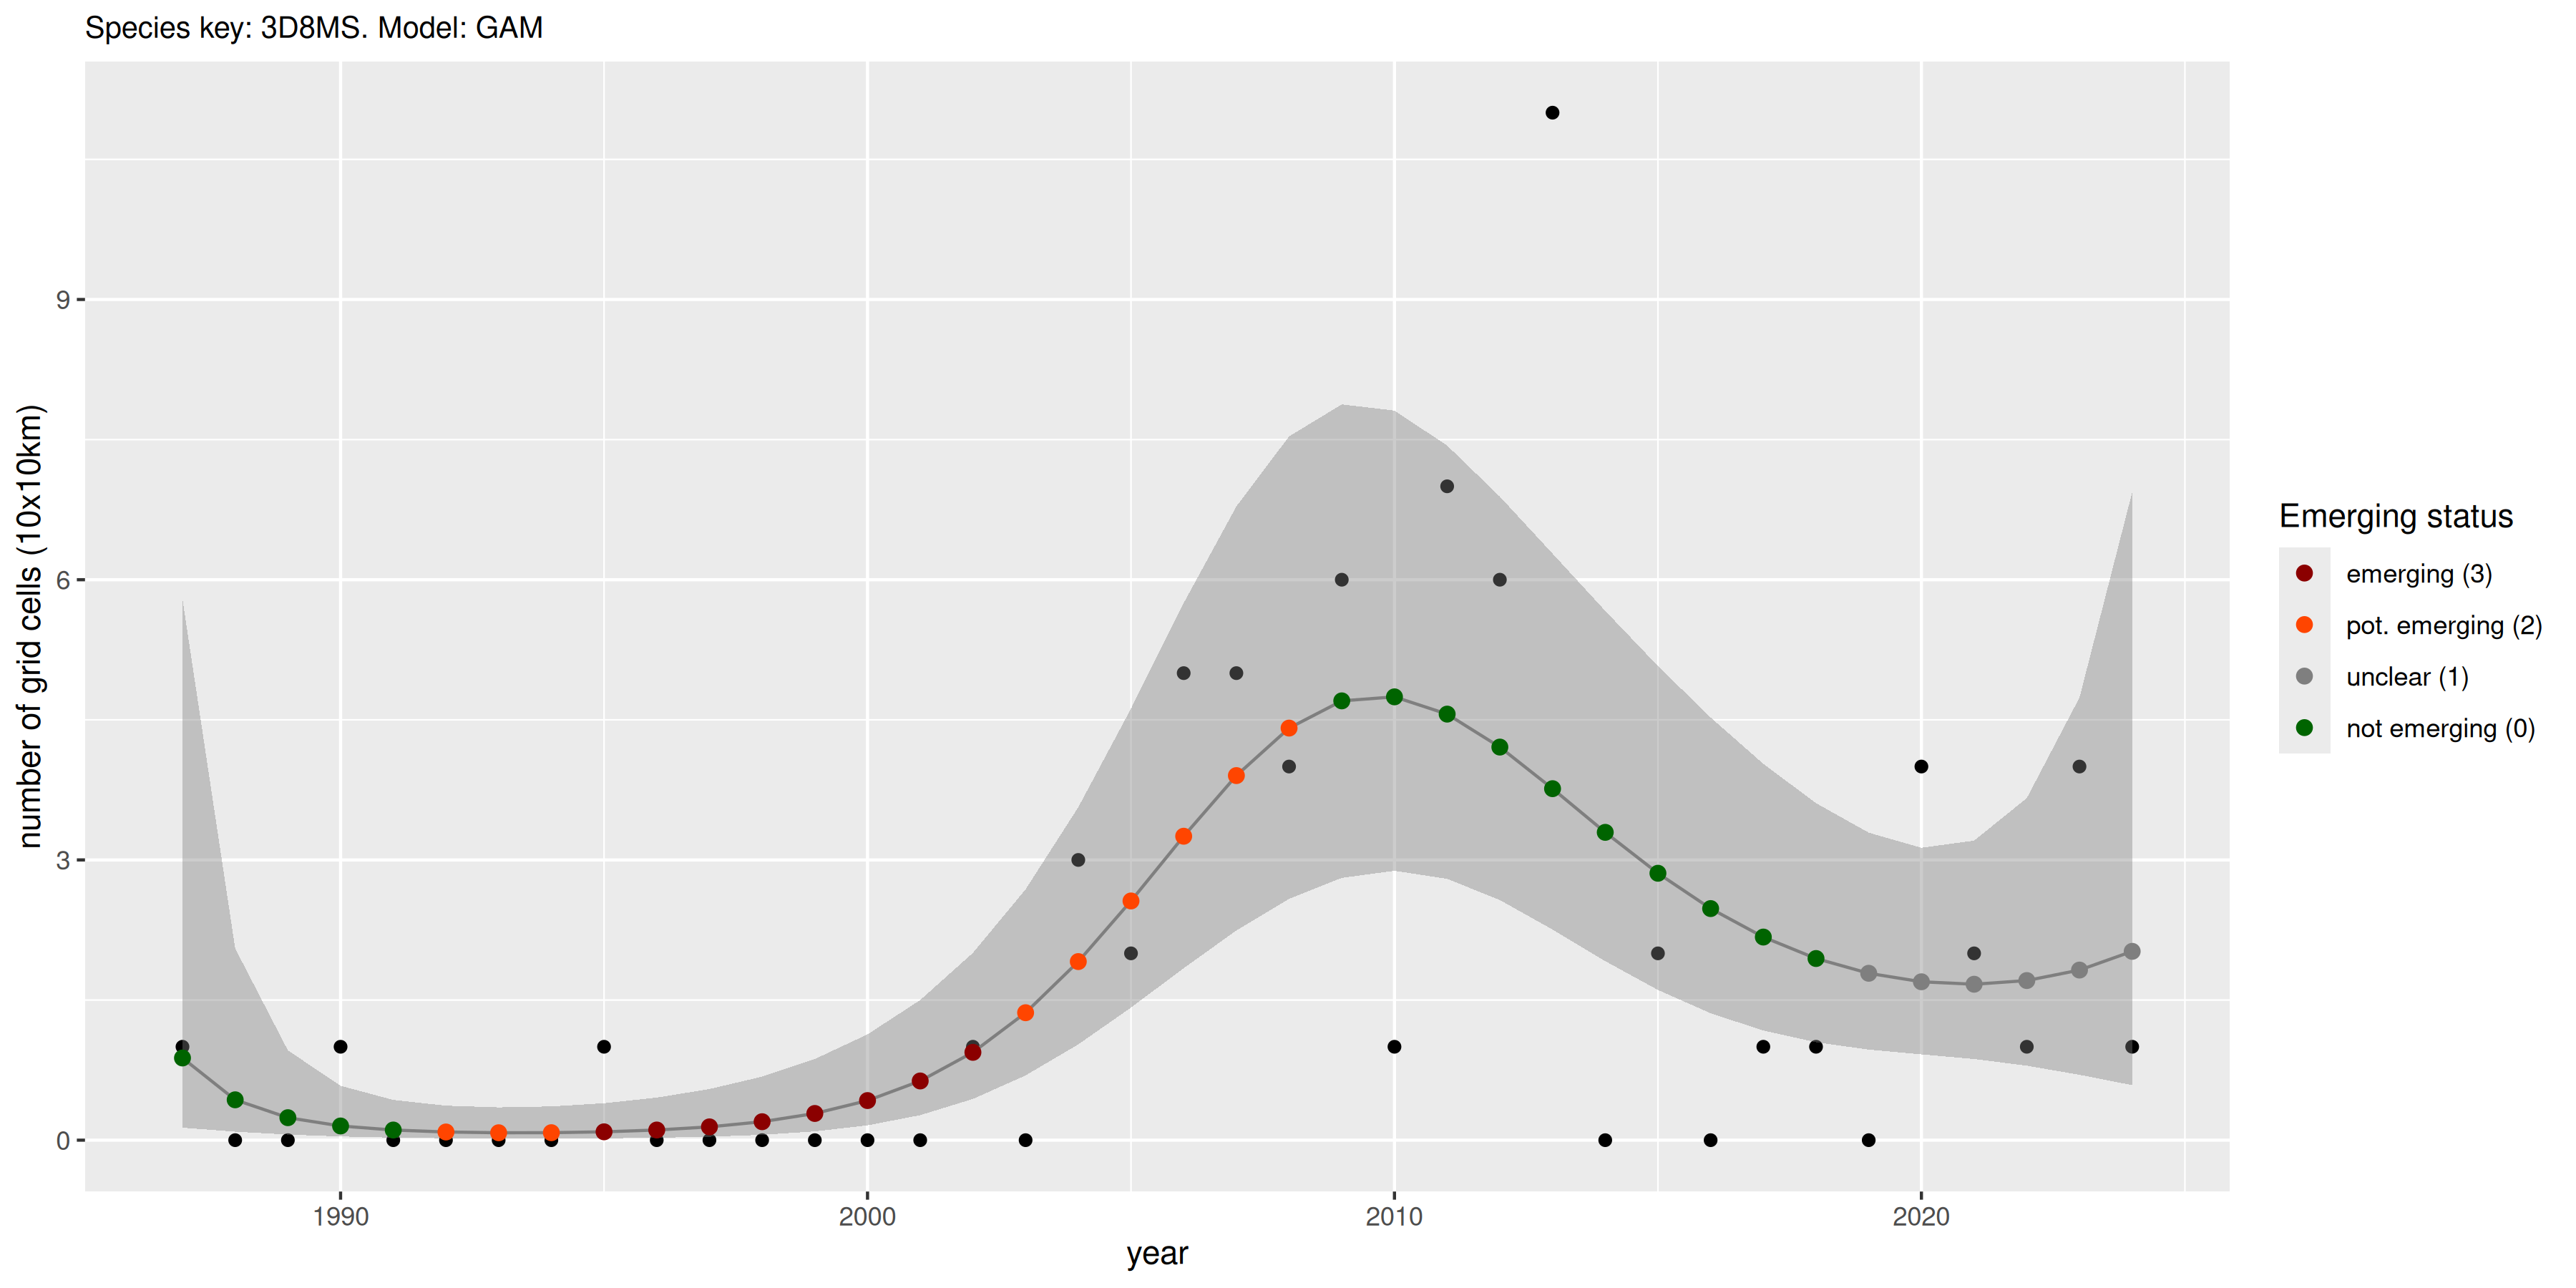 Species key: 3D8MS. Model: GAM
number of grid cells (10x10km)
9
6
3
0
1990
2000
2010
2020
year
Emerging status
emerging (3)
pot. emerging (2)
unclear (1)
not emerging (0)